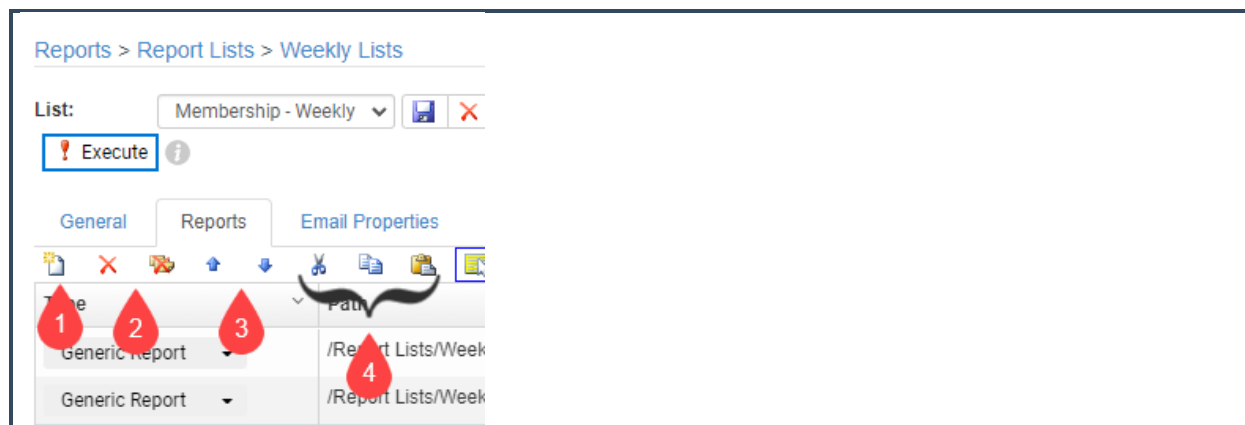 Reports > Report Lists > Weekly Lists
List: Membership - Weekly
Execute
General Reports Email Properties
Path
1 2 3
Generic Report /Report Lists/Week
4
Generic Report /Report Lists/Week